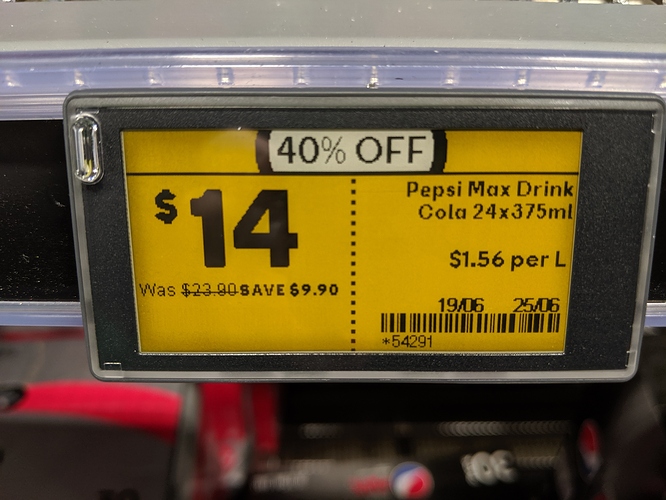 40% OFF
$14
Was $23.90 SAVE $9.90
Pepsi Max Drink
Cola 24x375ml
$1.56 per L
19/06 25/06
*54291